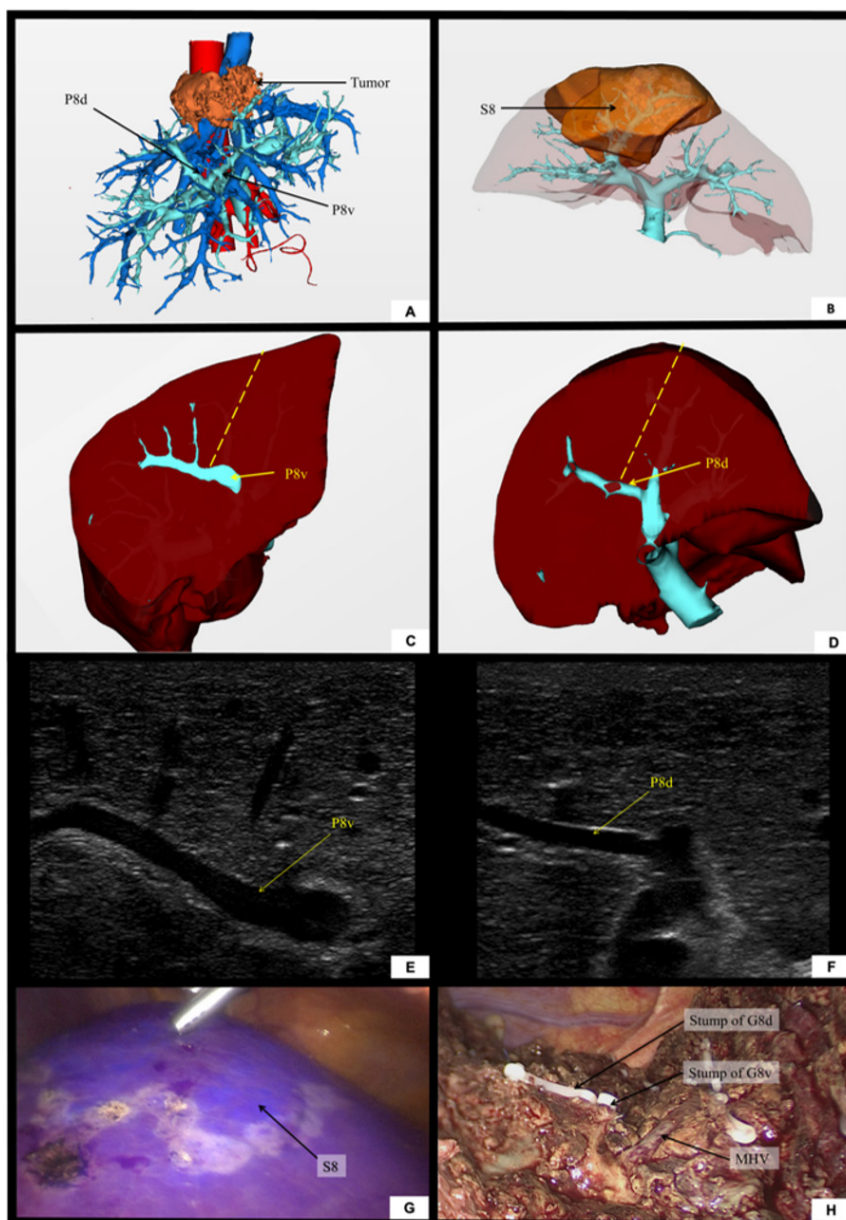 Tumor
P8d
P8v
A
S8
B
P8v
C
P8d
D
P8v
E
P8d
F
S8
G
Stump of G8d
Stump of G8v
MHV
H